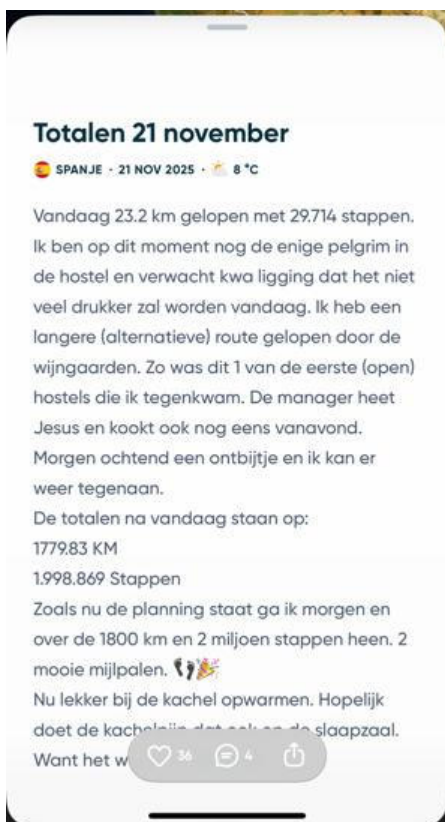 Totalen 21 november
SPANJE · 21 NOV 2025 · 8 °C
Vandaag 23.2 km gelopen met 29.714 stappen.
Ik ben op dit moment nog de enige pelgrim in
de hostel en verwacht kwa ligging dat het niet
veel drukker zal worden vandaag. Ik heb een
langere (alternatieve) route gelopen door de
wijngaarden. Zo was dit 1 van de eerste (open)
hostels die ik tegenkwam. De manager heet
Jesus en kookt ook nog eens vanavond.
Morgen ochtend een ontbijtje en ik kan er
weer tegenaan.
De totalen na vandaag staan op:
1779.83 KM
1.998.869 Stappen
Zoals nu de planning staat ga ik morgen en
over de 1800 km en 2 miljoen stappen heen. 2
mooie mijlpalen. 👣🎉
Nu lekker bij de kachel opwarmen. Hopelijk
doet de slaapzaal.
Want het
36 4